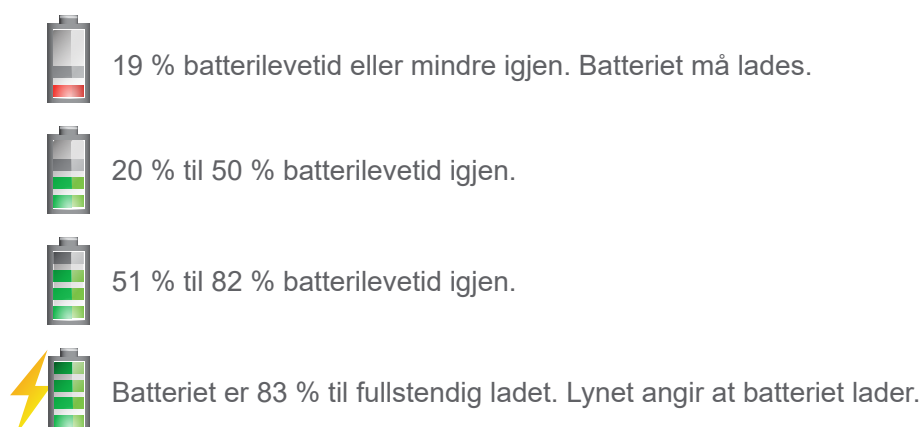 19 % batterilevetid eller mindre igjen. Batteriet må lades.
20 % til 50 % batterilevetid igjen.
51 % til 82 % batterilevetid igjen.
Batteriet er 83 % til fullstendig ladet. Lynet angir at batteriet lader.